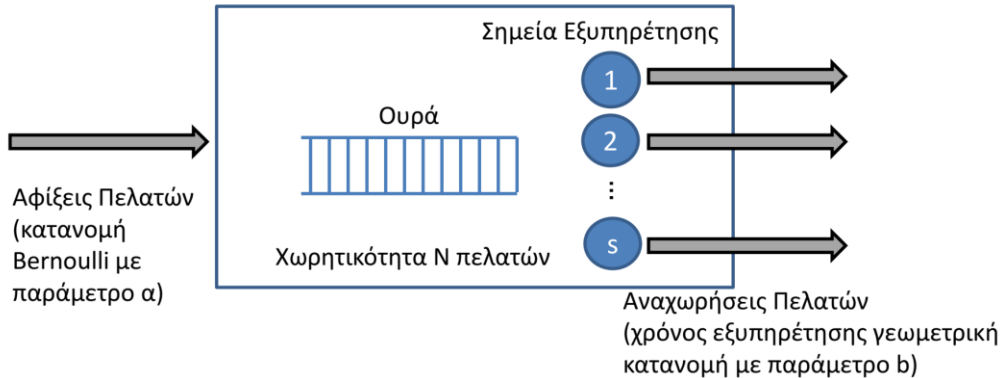 Σημεία Εξυπηρέτησης
1
Ουρά
2
⋮
s
Αφίξεις Πελατών
(κατανομή
Bernoulli με
παράμετρο α)
Χωρητικότητα Ν πελατών
Αναχωρήσεις Πελατών
(χρόνος εξυπηρέτησης γεωμετρική
κατανομή με παράμετρο b)